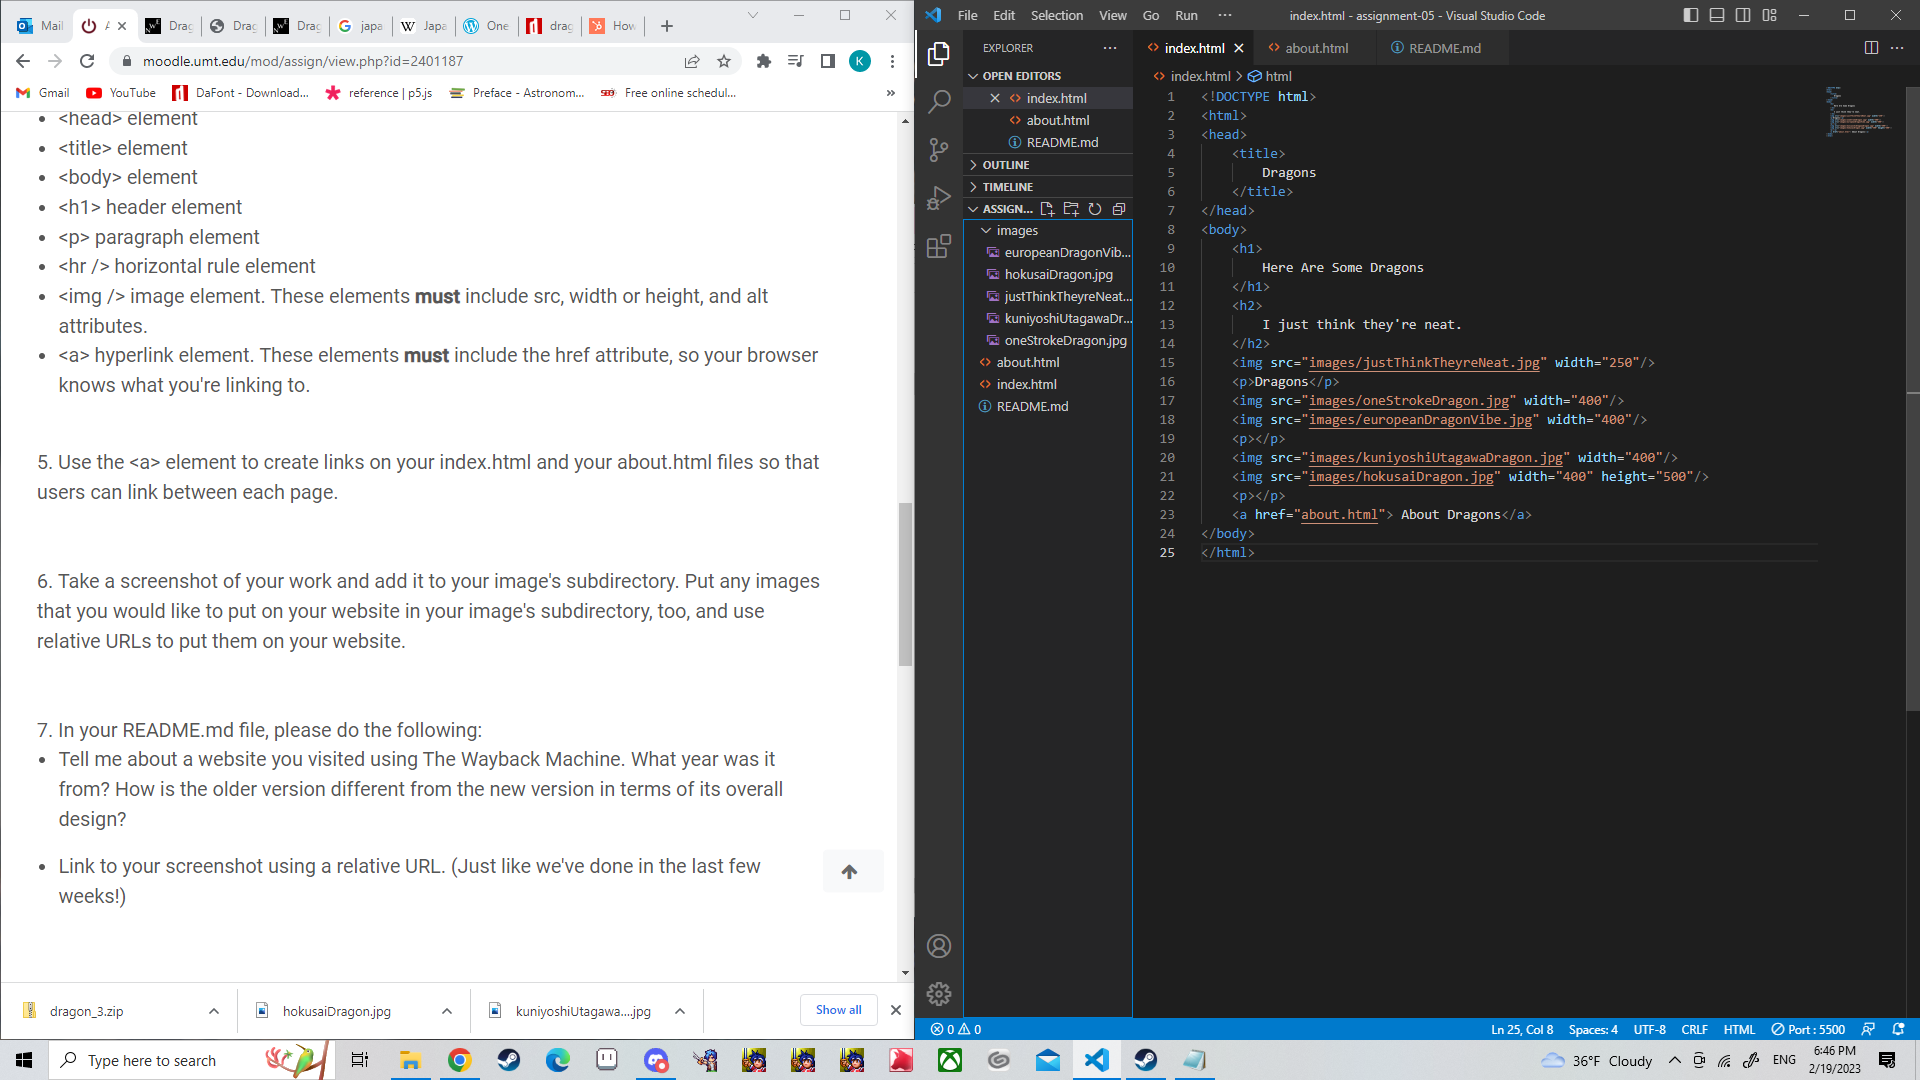 Mail
A
Drag
Drag
Drag
japa
Japa
One
drag
How
moodle.umt.edu/mod/assign/view.php?id=2401187
K
Gmail
YouTube
DaFont - Download...
reference | p5.js
Preface - Astronom...
Free online schedul...
»
• <head> element
• <title> element
• <body> element
• <h1> header element
• <p> paragraph element
• <hr /> horizontal rule element
• <img /> image element. These elements must include src, width or height, and alt
attributes.
• <a> hyperlink element. These elements must include the href attribute, so your browser
knows what you're linking to.
5. Use the <a> element to create links on your index.html and your about.html files so that
users can link between each page.
6. Take a screenshot of your work and add it to your image's subdirectory. Put any images
that you would like to put on your website in your image's subdirectory, too, and use
relative URLs to put them on your website.
7. In your README.md file, please do the following:
• Tell me about a website you visited using The Wayback Machine. What year was it
from? How is the older version different from the new version in terms of its overall
design?
• Link to your screenshot using a relative URL. (Just like we've done in the last few
weeks!)
dragon_3.zip
hokusaiDragon.jpg
kuniyoshiUtagawa....jpg
Show all
File Edit Selection View Go Run ···
index.html - assignment-05 - Visual Studio Code
EXPLORER
OPEN EDITORS
index.html
about.html
README.md
OUTLINE
TIMELINE
ASSIGN...
images
europeanDragonVib...
hokusaiDragon.jpg
justThinkTheyreNeat...
kuniyoshiUtagawaDr...
oneStrokeDragon.jpg
about.html
index.html
README.md
index.html
about.html
README.md
index.html > html
1 <!DOCTYPE html>
2 <html>
3 <head>
4 <title>
5 Dragons
6 </title>
7 </head>
8 <body>
9 <h1>
10 Here Are Some Dragons
11 </h1>
12 <h2>
13 I just think they're neat.
14 </h2>
15 <img src="images/justThinkTheyreNeat.jpg" width="250"/>
16 <p>Dragons</p>
17 <img src="images/oneStrokeDragon.jpg" width="400"/>
18 <img src="images/europeanDragonVibe.jpg" width="400"/>
19 <p></p>
20 <img src="images/kuniyoshiUtagawaDragon.jpg" width="400"/>
21 <img src="images/hokusaiDragon.jpg" width="400" height="500"/>
22 <p></p>
23 <a href="about.html"> About Dragons</a>
24 </body>
25 </html>
0 0
Ln 25, Col 8
Spaces: 4
UTF-8
CRLF
HTML
Port : 5500
Type here to search
36°F Cloudy
ENG
6:46 PM
2/19/2023